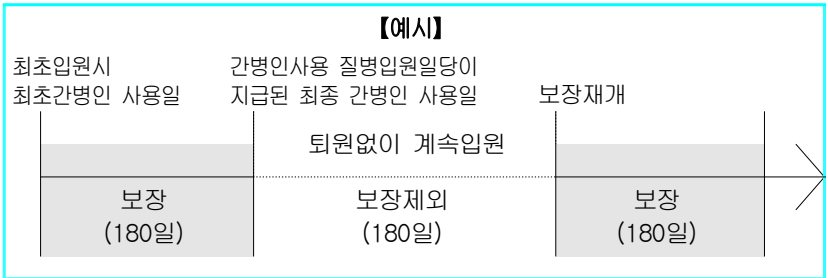 【예시】
최초입원시
최초간병인 사용일
간병인사용 질병입원일당이
지급된 최종 간병인 사용일
보장재개
퇴원없이 계속입원
보장
(180일)
보장제외
(180일)
보장
(180일)